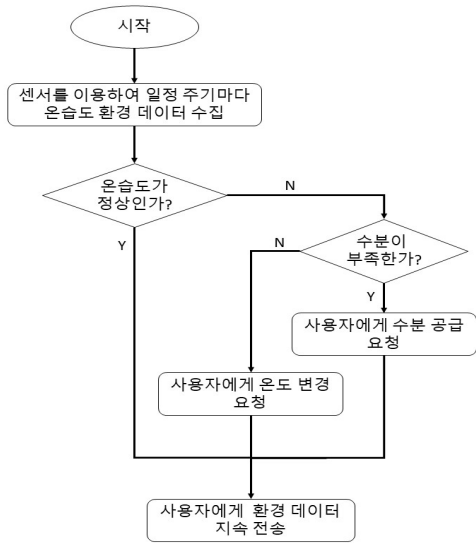 시작
센서를 이용하여 일정 주기마다
온습도 환경 데이터 수집
온습도가
정상인가?
N
Y
수분이
부족한가?
N
Y
사용자에게 수분 공급
요청
사용자에게 온도 변경
요청
사용자에게 환경 데이터
지속 전송